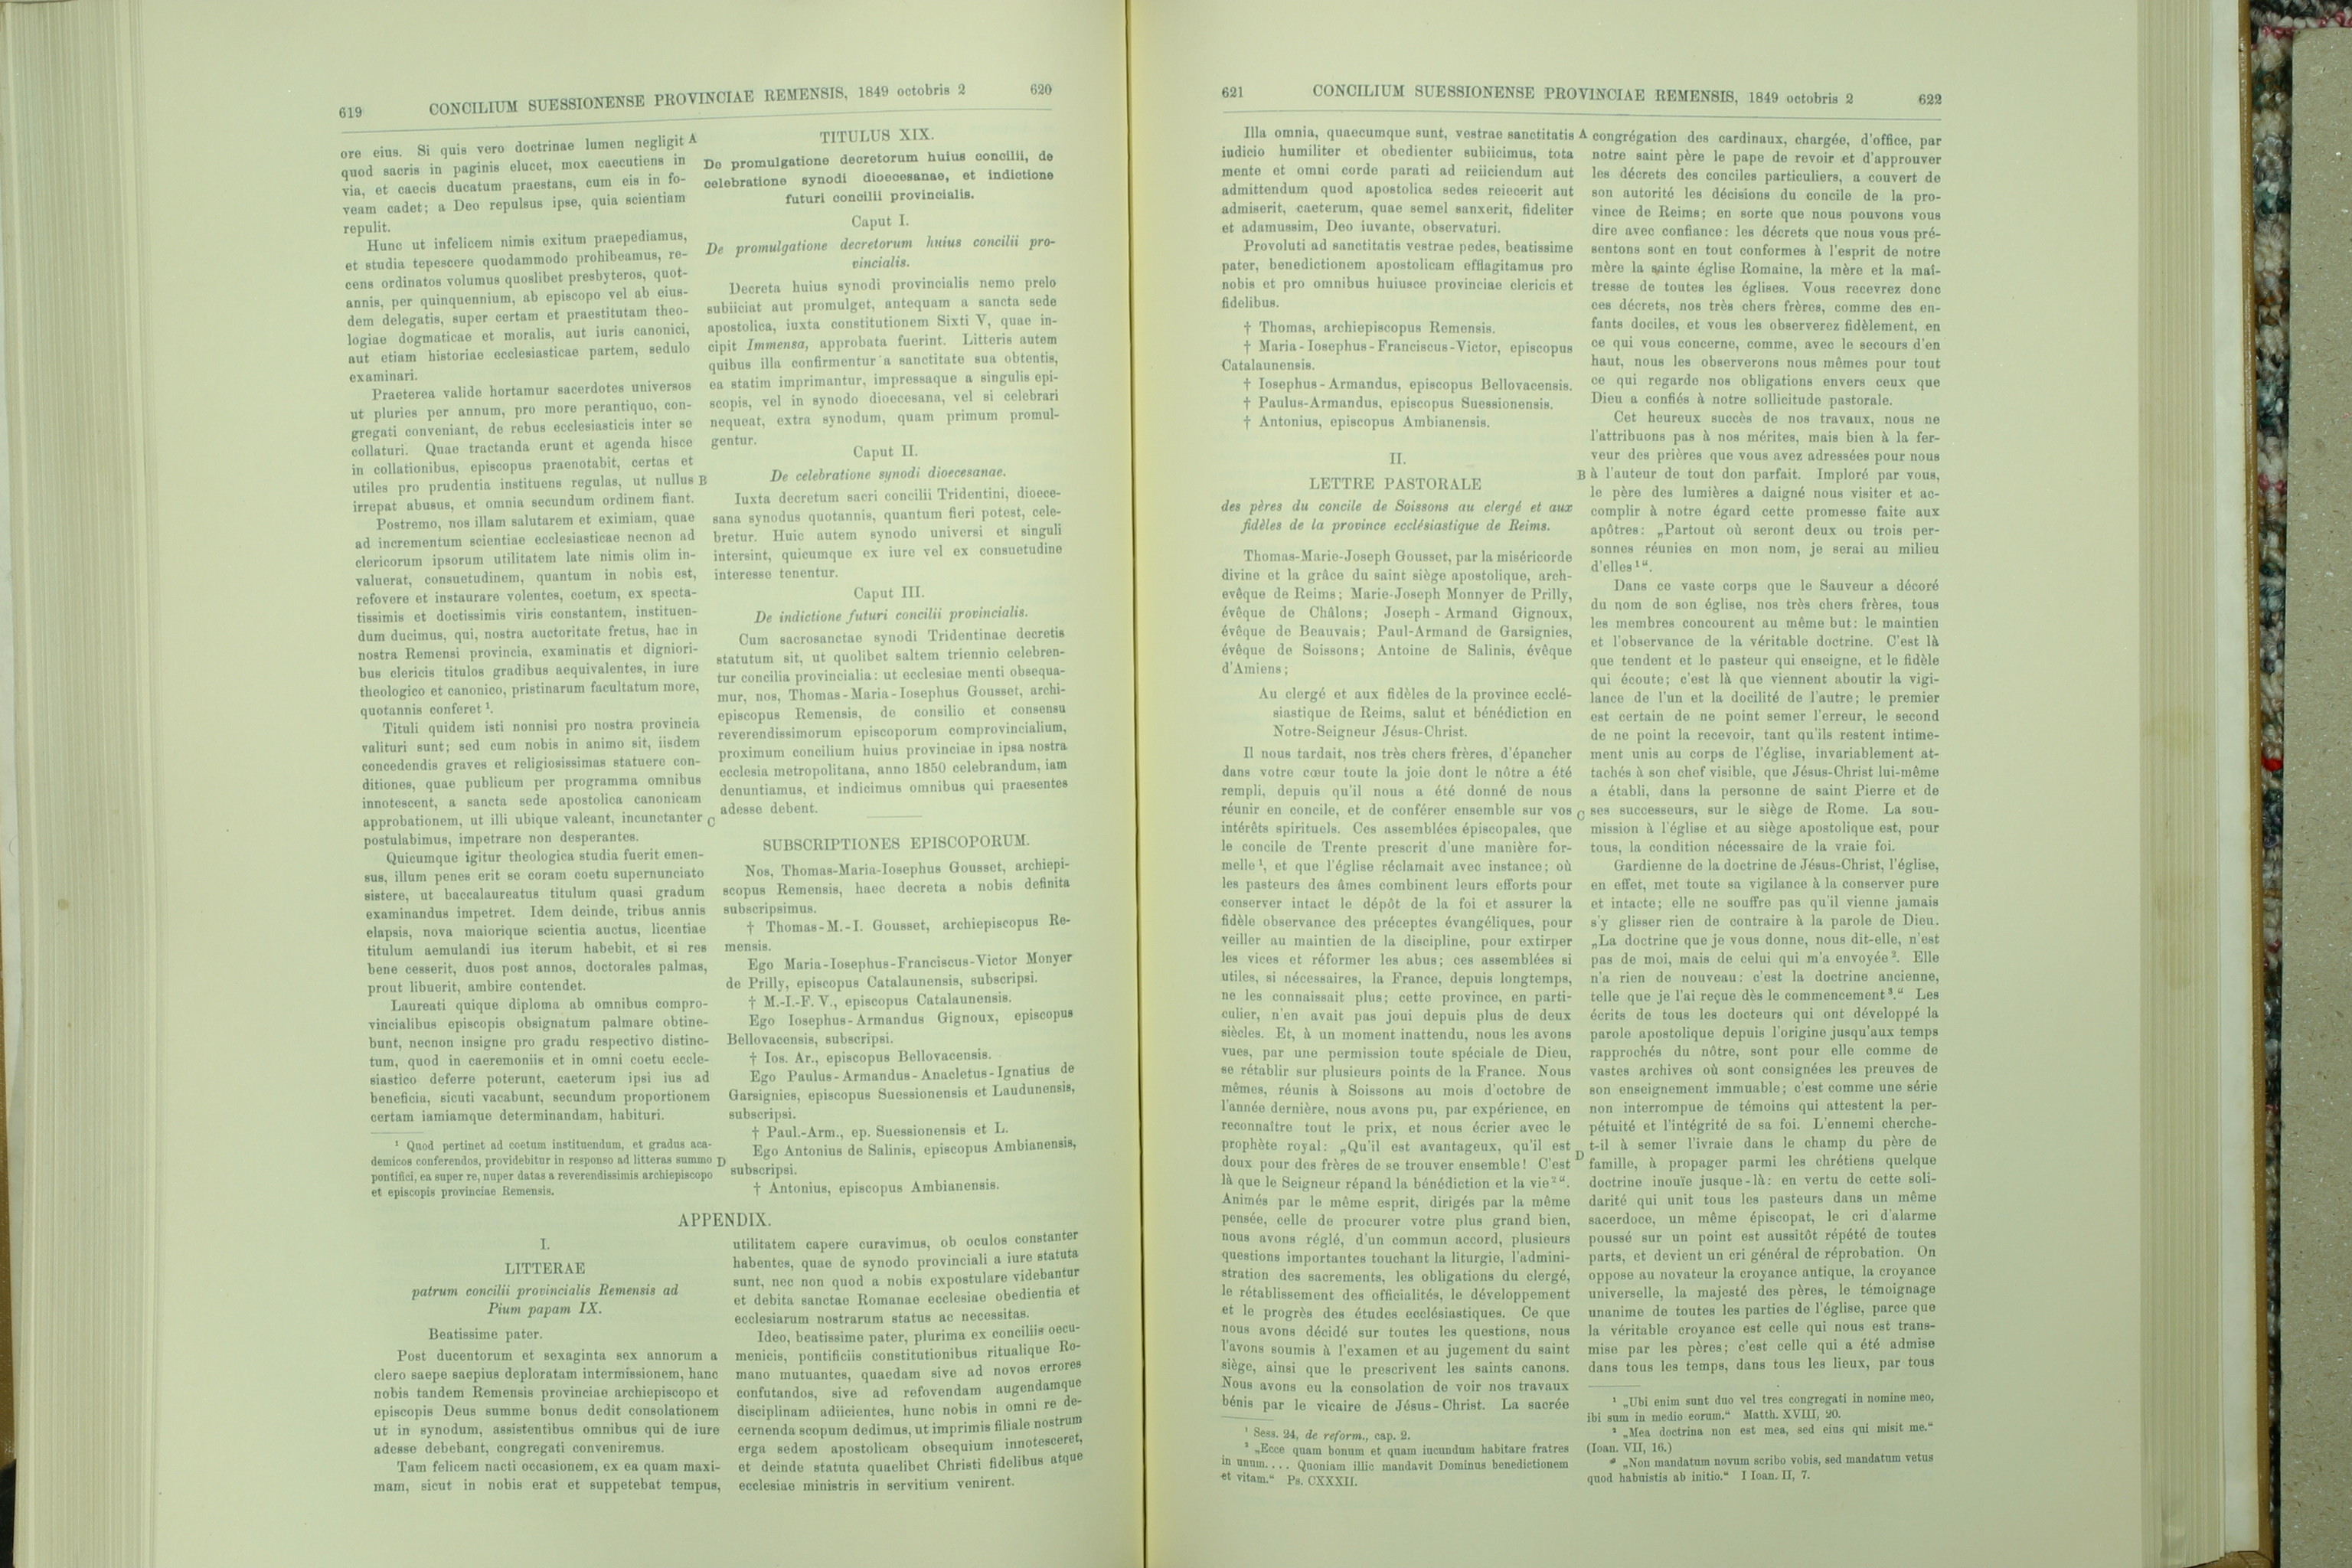 619 CONCILIUM SUESSIONENSE PROVINCIAE REMENSIS, 1849 octobris 2 620
ore eius. Si quis vero doctrinae lumen negligit A
quod sacris in paginis elucet, mox caecutiens in
via, et caecis ducatum praestans, cum eis in fo-
veam cadet; a Deo repulsus ipse, quia scientiam
repulit.
Hunc ut infelicem nimis exitum praepediamus,
et studia tepescere quodammodo prohibeamus, re-
cens ordinatos volumus quoslibet presbyteros, quot-
annis, per quinquennium, ab episcopo vel ab eius-
dem delegatis, super certam et praestitutam theo-
logiae dogmaticae et moralis, aut iuris canonici,
aut etiam historiae ecclesiasticae partem, sedulo
examinari.
Praeterea valide hortamur sacerdotes universos
ut pluries per annum, pro more perantiquo, con-
gregati conveniant, de rebus ecclesiasticis inter se
collaturi. Quae tractanda erunt et agenda hisce
in collationibus, episcopus praenotabit, certas et
utiles pro prudentia instituens regulas, ut nullus B
irrepat abusus, et omnia secundum ordinem fiant.
Postremo, nos illam salutarem et eximiam, quae
ad incrementum scientiae ecclesiasticae necnon ad
clericorum ipsorum utilitatem late nimis olim in-
valuerat, consuetudinem, quantum in nobis est,
refovere et instaurare volentes, coetum, ex specta-
tissimis et doctissimis viris constantem, instituen-
dum ducimus, qui, nostra auctoritate fretus, hac in
nostra Remensi provincia, examinatis et digniori-
bus clericis titulos gradibus aequivalentes, in iure
theologico et canonico, pristinarum facultatum more,
quotannis conferet ¹.
Tituli quidem isti nonnisi pro nostra provincia
valituri sunt; sed cum nobis in animo sit, iisdem
concedendis graves et religiosissimas statuere con-
ditiones, quae publicum per programma omnibus
innotescent, a sancta sede apostolica canonicam
approbationem, ut illi ubique valeant, incunctanter C
postulabimus, impetrare non desperantes.
Quicumque igitur theologica studia fuerit emen-
sus, illum penes erit se coram coetu supernunciato
sistere, ut baccalaureatus titulum quasi gradum
examinandus impetret. Idem deinde, tribus annis
elapsis, nova maiorique scientia auctus, licentiae
titulum aemulandi ius iterum habebit, et si res
bene cesserit, duos post annos, doctorales palmas,
prout libuerit, ambire contendet.
Laureati quique diploma ab omnibus compro-
vincialibus episcopis obsignatum palmare obtine-
bunt, necnon insigne pro gradu respectivo distinc-
tum, quod in caeremoniis et in omni coetu eccle-
siastico deferre poterunt, caeterum ipsi ius ad
beneficia, sicuti vacabunt, secundum proportionem
certam iamiamque determinandam, habituri.
¹ Quod pertinet ad coetum instituendum, et gradus aca-
demicos conferendos, providebitur in responso ad litteras summo D
pontifici, ea super re, nuper datas a reverendissimis archiepiscopo
et episcopis provinciae Remensis.
TITULUS XIX.
De promulgatione decretorum huius concilii, de
celebratione synodi dioecesanae, et indictione
futuri concilii provincialis.
Caput I.
De promulgatione decretorum huius concilii pro-
vincialis.
Decreta huius synodi provincialis nemo prelo
subiiciat aut promulget, antequam a sancta sede
apostolica, iuxta constitutionem Sixti V, quae in-
cipit Immensa, approbata fuerint. Litteris autem
quibus illa confirmentur a sanctitate sua obtentis,
ea statim imprimantur, impressaque a singulis epi-
scopis, vel in synodo dioecesana, vel si celebrari
nequeat, extra synodum, quam primum promul-
gentur.
Caput II.
De celebratione synodi dioecesanae.
Iuxta decretum sacri concilii Tridentini, dioece-
sana synodus quotannis, quantum fieri potest, cele-
bretur. Huic autem synodo universi et singuli
intersint, quicumque ex iure vel ex consuetudine
interesse tenentur.
Caput III.
De indictione futuri concilii provincialis.
Cum sacrosanctae synodi Tridentinae decretis
statutum sit, ut quolibet saltem triennio celebren-
tur concilia provincialia: ut ecclesiae menti obsequa-
mur, nos, Thomas-Maria-Iosephus Gousset, archi-
episcopus Remensis, de consilio et consensu
reverendissimorum episcoporum comprovincialium,
proximum concilium huius provinciae in ipsa nostra
ecclesia metropolitana, anno 1850 celebrandum, iam
denuntiamus, et indicimus omnibus qui praesentes
adesse debent.
SUBSCRIPTIONES EPISCOPORUM.
Nos, Thomas-Maria-Iosephus Gousset, archiepi-
scopus Remensis, haec decreta a nobis definita
subscripsimus.
† Thomas-M.-I. Gousset, archiepiscopus Re-
mensis.
Ego Maria-Iosephus-Franciscus-Victor Monyer
de Prilly, episcopus Catalaunensis, subscripsi.
† M.-I.-F. V., episcopus Catalaunensis.
Ego Iosephus-Armandus Gignoux, episcopus
Bellovacensis, subscripsi.
† Ios. Ar., episcopus Bellovacensis.
Ego Paulus-Armandus-Anacletus-Ignatius de
Garsignies, episcopus Suessionensis et Laudunensis,
subscripsi.
† Paul.-Arm., ep. Suessionensis et L.
Ego Antonius de Salinis, episcopus Ambianensis,
subscripsi.
† Antonius, episcopus Ambianensis.
APPENDIX.
I.
LITTERAE
patrum concilii provincialis Remensis ad
Pium papam IX.
Beatissime pater.
Post ducentorum et sexaginta sex annorum a
clero saepe saepius deploratam intermissionem, hanc
nobis tandem Remensis provinciae archiepiscopo et
episcopis Deus summe bonus dedit consolationem
ut in synodum, assistentibus omnibus qui de iure
adesse debebant, congregati conveniremus.
Tam felicem nacti occasionem, ex ea quam maxi-
mam, sicut in nobis erat et suppetebat tempus,
utilitatem capere curavimus, ob oculos constanter
habentes, quae de synodo provinciali a iure statuta
sunt, nec non quod a nobis expostulare videbantur
et debita sanctae Romanae ecclesiae obedientia et
ecclesiarum nostrarum status ac necessitas.
Ideo, beatissime pater, plurima ex conciliis oecu-
menicis, pontificiis constitutionibus ritualique Ro-
mano mutuantes, quaedam sive ad novos errores
confutandos, sive ad refovendam augendamque
disciplinam adiicientes, hunc nobis in omni re de-
cernenda scopum dedimus, ut imprimis filiale nostrum
erga sedem apostolicam obsequium innotesceret,
et deinde statuta quaelibet Christi fidelibus atque
ecclesiae ministris in servitium venirent.
621 CONCILIUM SUESSIONENSE PROVINCIAE REMENSIS, 1849 octobris 2 622
Illa omnia, quaecumque sunt, vestrae sanctitatis A
iudicio humiliter et obedienter subiicimus, tota
mente et omni corde parati ad reiiciendum aut
admittendum quod apostolica sedes reiecerit aut
admiserit, caeterum, quae semel sanxerit, fideliter
et adamussim, Deo iuvante, observaturi.
Provoluti ad sanctitatis vestrae pedes, beatissime
pater, benedictionem apostolicam efflagitamus pro
nobis et pro omnibus huiusce provinciae clericis et
fidelibus.
† Thomas, archiepiscopus Remensis.
† Maria-Iosephus-Franciscus-Victor, episcopus
Catalaunensis.
† Iosephus-Armandus, episcopus Bellovacensis.
† Paulus-Armandus, episcopus Suessionensis.
† Antonius, episcopus Ambianensis.
II.
B
LETTRE PASTORALE
des pères du concile de Soissons au clergé et aux
fidèles de la province ecclésiastique de Reims.
Thomas-Marie-Joseph Gousset, par la miséricorde
divine et la grâce du saint siège apostolique, arch-
evêque de Reims; Marie-Joseph Monnyer de Prilly,
évêque de Châlons; Joseph-Armand Gignoux,
évêque de Beauvais; Paul-Armand de Garsignies,
évêque de Soissons; Antoine de Salinis, évêque
d'Amiens;
Au clergé et aux fidèles de la province ecclé-
siastique de Reims, salut et bénédiction en
Notre-Seigneur Jésus-Christ.
Il nous tardait, nos très chers frères, d'épancher
dans votre cœur toute la joie dont le nôtre a été
rempli, depuis qu'il nous a été donné de nous
réunir en concile, et de conférer ensemble sur vos C
intérêts spirituels. Ces assemblées épiscopales, que
le concile de Trente prescrit d'une manière for-
melle ¹, et que l'église réclamait avec instance; où
les pasteurs des âmes combinent leurs efforts pour
conserver intact le dépôt de la foi et assurer la
fidèle observance des préceptes évangéliques, pour
veiller au maintien de la discipline, pour extirper
les vices et réformer les abus; ces assemblées si
utiles, si nécessaires, la France, depuis longtemps,
ne les connaissait plus; cette province, en parti-
culier, n'en avait pas joui depuis plus de deux
siècles. Et, à un moment inattendu, nous les avons
vues, par une permission toute spéciale de Dieu,
se rétablir sur plusieurs points de la France. Nous
mêmes, réunis à Soissons au mois d'octobre de
l'année dernière, nous avons pu, par expérience, en
reconnaître tout le prix, et nous écrier avec le
prophète royal: „Qu'il est avantageux, qu'il est D
doux pour des frères de se trouver ensemble! C'est
là que le Seigneur répand la bénédiction et la vie ²“.
Animés par le même esprit, dirigés par la même
pensée, celle de procurer votre plus grand bien,
nous avons réglé, d'un commun accord, plusieurs
questions importantes touchant la liturgie, l'admini-
stration des sacrements, les obligations du clergé,
le rétablissement des officialités, le développement
et le progrès des études ecclésiastiques. Ce que
nous avons décidé sur toutes les questions, nous
l'avons soumis à l'examen et au jugement du saint
siège, ainsi que le prescrivent les saints canons.
Nous avons eu la consolation de voir nos travaux
bénis par le vicaire de Jésus-Christ. La sacrée
¹ Sess. 24, de reform., cap. 2.
² „Ecce quam bonum et quam iucundum habitare fratres
in unum.... Quoniam illic mandavit Dominus benedictionem
et vitam.“ Ps. CXXXII.
congrégation des cardinaux, chargée, d'office, par
notre saint père le pape de revoir et d'approuver
les décrets des conciles particuliers, a couvert de
son autorité les décisions du concile de la pro-
vince de Reims; en sorte que nous pouvons vous
dire avec confiance: les décrets que nous vous pré-
sentons sont en tout conformes à l'esprit de notre
mère la sainte église Romaine, la mère et la maî-
tresse de toutes les églises. Vous recevrez donc
ces décrets, nos très chers frères, comme des en-
fants dociles, et vous les observerez fidèlement, en
ce qui vous concerne, comme, avec le secours d'en
haut, nous les observerons nous mêmes pour tout
ce qui regarde nos obligations envers ceux que
Dieu a confiés à notre sollicitude pastorale.
Cet heureux succès de nos travaux, nous ne
l'attribuons pas à nos mérites, mais bien à la fer-
veur des prières que vous avez adressées pour nous
à l'auteur de tout don parfait. Imploré par vous,
le père des lumières a daigné nous visiter et ac-
complir à notre égard cette promesse faite aux
apôtres: „Partout où seront deux ou trois per-
sonnes réunies en mon nom, je serai au milieu
d'elles ¹“.
Dans ce vaste corps que le Sauveur a décoré
du nom de son église, nos très chers frères, tous
les membres concourent au même but: le maintien
et l'observance de la véritable doctrine. C'est là
que tendent et le pasteur qui enseigne, et le fidèle
qui écoute; c'est là que viennent aboutir la vigi-
lance de l'un et la docilité de l'autre; le premier
est certain de ne point semer l'erreur, le second
de ne point la recevoir, tant qu'ils restent intime-
ment unis au corps de l'église, invariablement at-
tachés à son chef visible, que Jésus-Christ lui-même
a établi, dans la personne de saint Pierre et de
ses successeurs, sur le siège de Rome. La sou-
mission à l'église et au siège apostolique est, pour
tous, la condition nécessaire de la vraie foi.
Gardienne de la doctrine de Jésus-Christ, l'église,
en effet, met toute sa vigilance à la conserver pure
et intacte; elle ne souffre pas qu'il vienne jamais
s'y glisser rien de contraire à la parole de Dieu.
„La doctrine que je vous donne, nous dit-elle, n'est
pas de moi, mais de celui qui m'a envoyée ². Elle
n'a rien de nouveau: c'est la doctrine ancienne,
telle que je l'ai reçue dès le commencement ³.“ Les
écrits de tous les docteurs qui ont développé la
parole apostolique depuis l'origine jusqu'aux temps
rapprochés du nôtre, sont pour elle comme de
vastes archives où sont consignées les preuves de
son enseignement immuable; c'est comme une série
non interrompue de témoins qui attestent la per-
pétuité et l'intégrité de sa foi. L'ennemi cherche-
t-il à semer l'ivraie dans le champ du père de
famille, à propager parmi les chrétiens quelque
doctrine inouïe jusque-là: en vertu de cette soli-
darité qui unit tous les pasteurs dans un même
sacerdoce, un même épiscopat, le cri d'alarme
poussé sur un point est aussitôt répété de toutes
parts, et devient un cri général de réprobation. On
oppose au novateur la croyance antique, la croyance
universelle, la majesté des pères, le témoignage
unanime de toutes les parties de l'église, parce que
la véritable croyance est celle qui nous est trans-
mise par les pères; c'est celle qui a été admise
dans tous les temps, dans tous les lieux, par tous
¹ „Ubi enim sunt duo vel tres congregati in nomine meo,
ibi sum in medio eorum.“ Matth. XVIII, 20.
² „Mea doctrina non est mea, sed eius qui misit me.“
(Ioan. VII, 16.)
³ „Non mandatum novum scribo vobis, sed mandatum vetus
quod habuistis ab initio.“ I Ioan. II, 7.